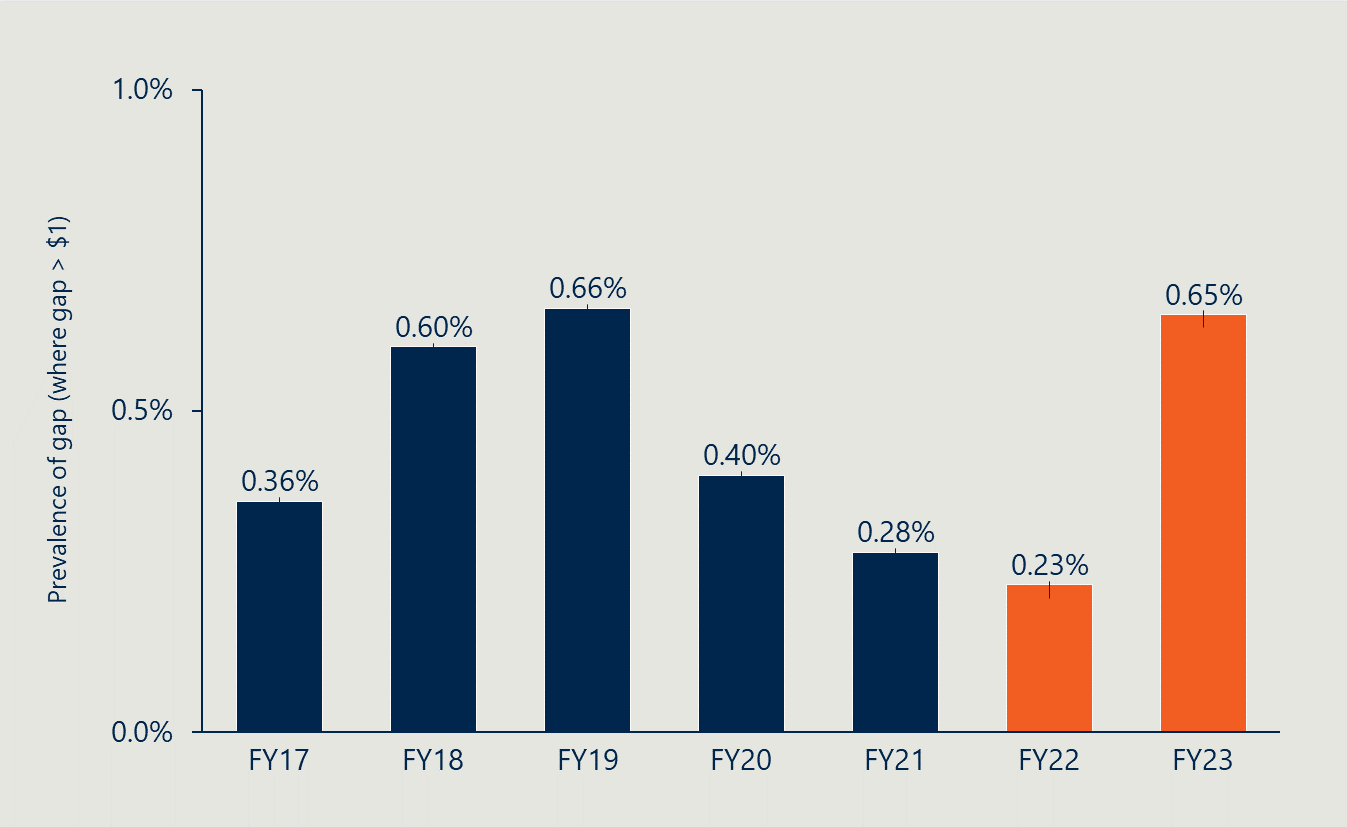 Prevalence of gap (where gap > $1)
1.0%
0.5%
0.0%
0.36%
0.60%
0.66%
0.40%
0.28%
0.23%
0.65%
FY17
FY18
FY19
FY20
FY21
FY22
FY23